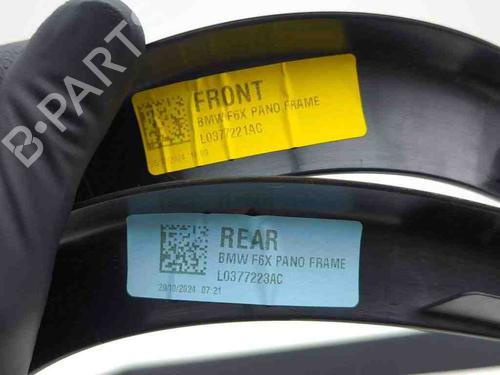 FRONT
BMW F6X PANO FRAME
L0377221AC
REAR
BMW F6X PANO FRAME
L0377223AC
29/10/2024 07:21
B-PARTS